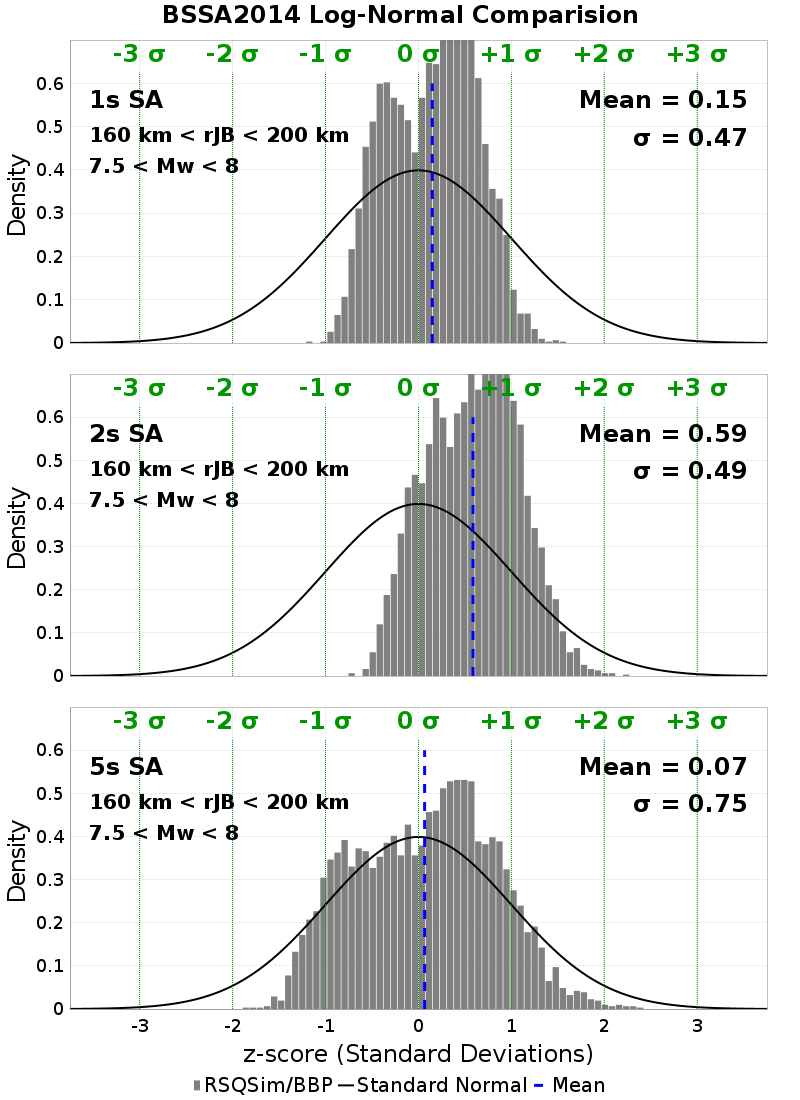 BSSA2014 Log-Normal Comparision
-3 σ -2 σ -1 σ 0 σ +1 σ +2 σ +3 σ
1s SA
160 km < rJB < 200 km
7.5 < Mw < 8
Mean = 0.15
σ = 0.47
Density
0.6
0.5
0.4
0.3
0.2
0.1
0
-3 σ -2 σ -1 σ 0 σ +1 σ +2 σ +3 σ
2s SA
160 km < rJB < 200 km
7.5 < Mw < 8
Mean = 0.59
σ = 0.49
Density
0.6
0.5
0.4
0.3
0.2
0.1
0
-3 σ -2 σ -1 σ 0 σ +1 σ +2 σ +3 σ
5s SA
160 km < rJB < 200 km
7.5 < Mw < 8
Mean = 0.07
σ = 0.75
Density
0.6
0.5
0.4
0.3
0.2
0.1
0
-3 -2 -1 0 1 2 3
z-score (Standard Deviations)
RSQSim/BBP Standard Normal Mean